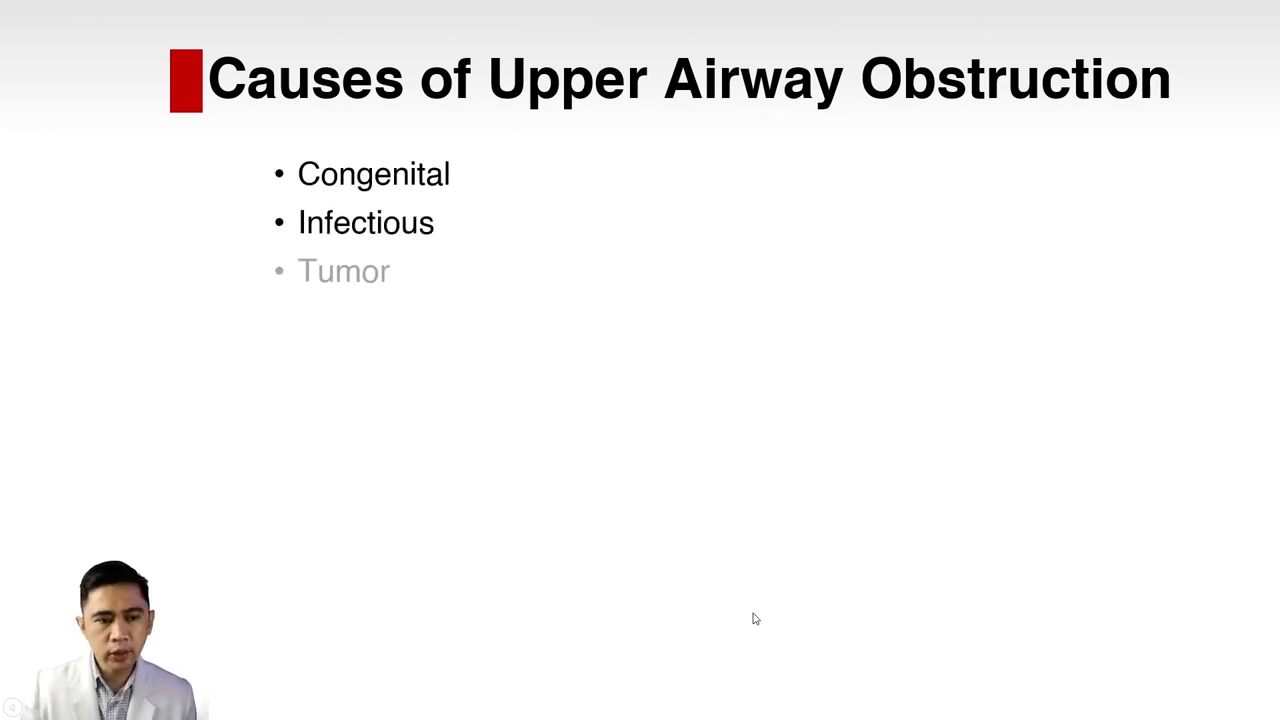 Causes of Upper Airway Obstruction
• Congenital
• Infectious
• Tumor